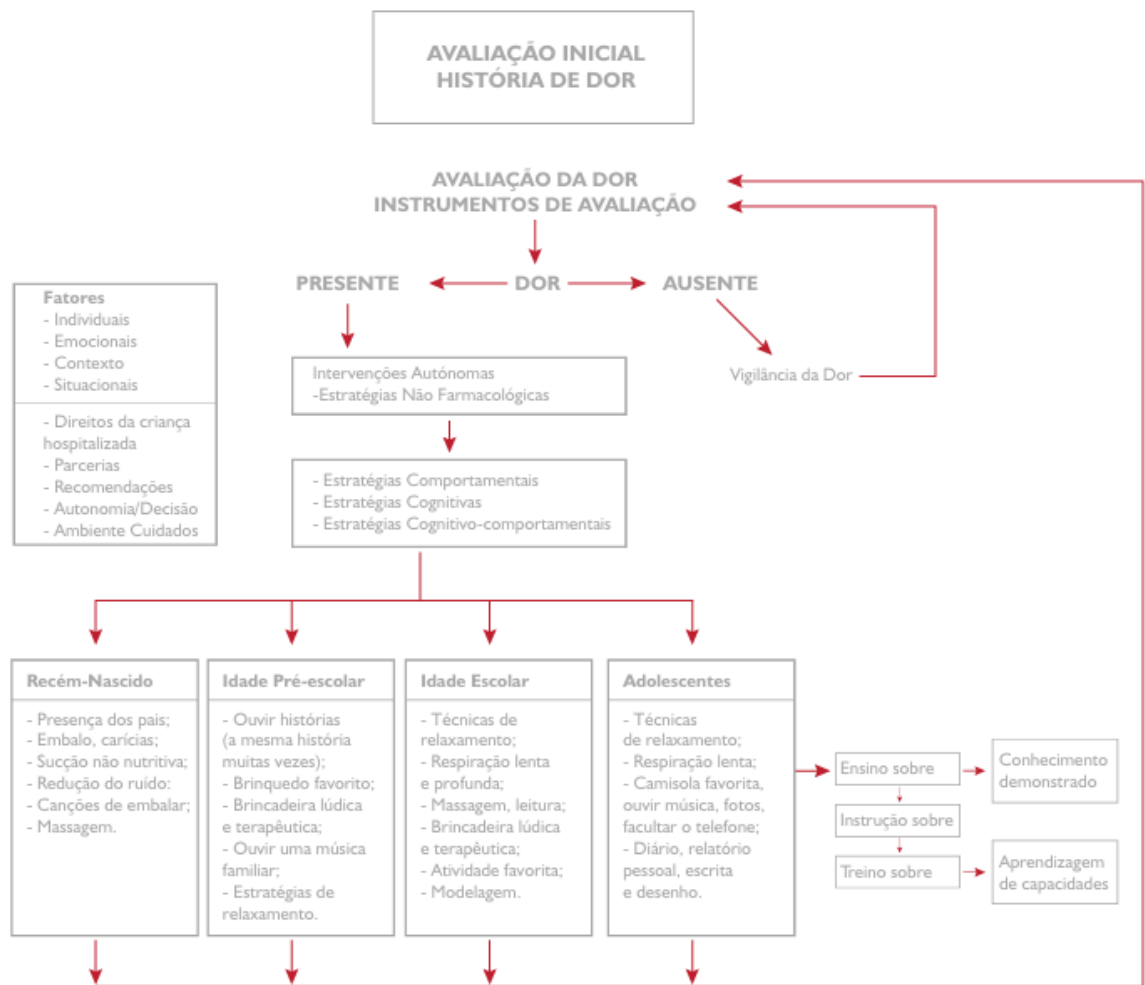 AVALIAÇÃO INICIAL
HISTÓRIA DE DOR
AVALIAÇÃO DA DOR
INSTRUMENTOS DE AVALIAÇÃO
PRESENTE
DOR
AUSENTE
Fatores
- Individuais
- Emocionais
- Contexto
- Situacionais
- Direitos da criança
hospitalizada
- Parcerias
- Recomendações
- Autonomia/Decisão
- Ambiente Cuidados
Intervenções Autónomas
-Estratégias Não Farmacológicas
Vigilância da Dor
- Estratégias Comportamentais
- Estratégias Cognitivas
- Estratégias Cognitivo-comportamentais
Recém-Nascido
- Presença dos pais;
- Embalo, carícias;
- Sucção não nutritiva;
- Redução do ruído:
- Canções de embalar;
- Massagem.
Idade Pré-escolar
- Ouvir histórias
(a mesma história
muitas vezes);
- Brinquedo favorito;
- Brincadeira lúdica
e terapêutica;
- Ouvir uma música
familiar;
- Estratégias de
relaxamento.
Idade Escolar
- Técnicas de
relaxamento;
- Respiração lenta
e profunda;
- Massagem, leitura;
- Brincadeira lúdica
e terapêutica;
- Atividade favorita;
- Modelagem.
Adolescentes
- Técnicas
de relaxamento;
- Respiração lenta;
- Camisola favorita,
ouvir música, fotos,
facultar o telefone;
- Diário, relatório
pessoal, escrita
e desenho.
Ensino sobre
Conhecimento
demonstrado
Instrução sobre
Treino sobre
Aprendizagem
de capacidades